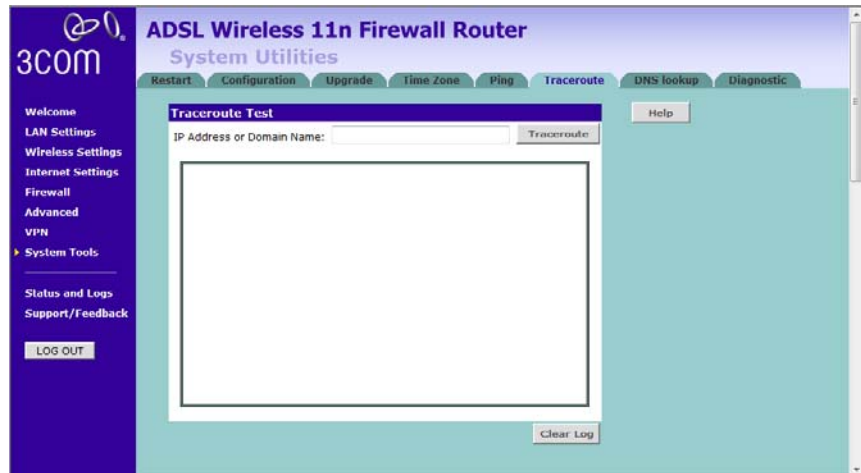 3COM
ADSL Wireless 11n Firewall Router
System Utilities
Restart Configuration Upgrade Time Zone Ping Traceroute DNS lookup Diagnostic
Welcome
LAN Settings
Wireless Settings
Internet Settings
Firewall
Advanced
VPN
System Tools
Status and Logs
Support/Feedback
LOG OUT
Traceroute Test
IP Address or Domain Name:
Traceroute
Help
Clear Log